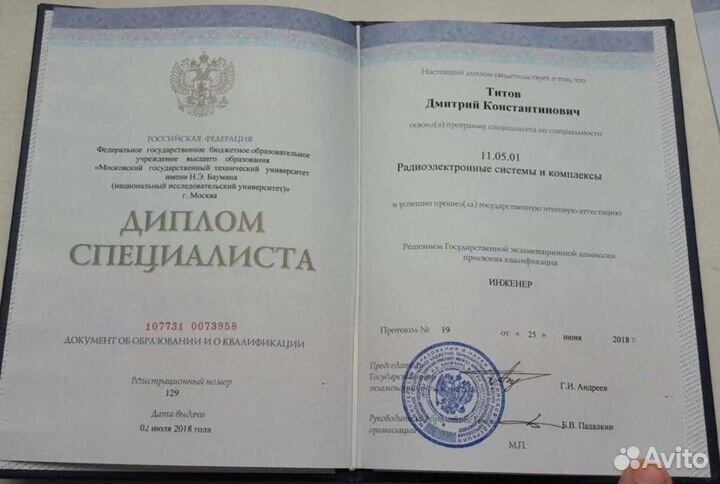 РОССИЙСКАЯ ФЕДЕРАЦИЯ
Федеральное государственное бюджетное образовательное
учреждение высшего образования
«Московский государственный технический университет
имени Н.Э. Баумана
(национальный исследовательский университет)»
г. Москва
ДИПЛОМ
СПЕЦИАЛИСТА
107731 0073958
ДОКУМЕНТ ОБ ОБРАЗОВАНИИ И О КВАЛИФИКАЦИИ
Регистрационный номер
129
Дата выдачи
02 июля 2018 года
Настоящий диплом свидетельствует о том, что
Титов
Дмитрий Константинович
освоил(а) программу специалитета по специальности
11.05.01
Радиоэлектронные системы и комплексы
и успешно прошел(ла) государственную итоговую аттестацию
Решением Государственной экзаменационной комиссии
присвоена квалификация
ИНЖЕНЕР
Протокол № 19 от « 25 » июня 2018 г.
Председатель
Государственной
Г.И. Андреев
Руководитель
организации
Б.В. Падалкин
М.П.
Avito